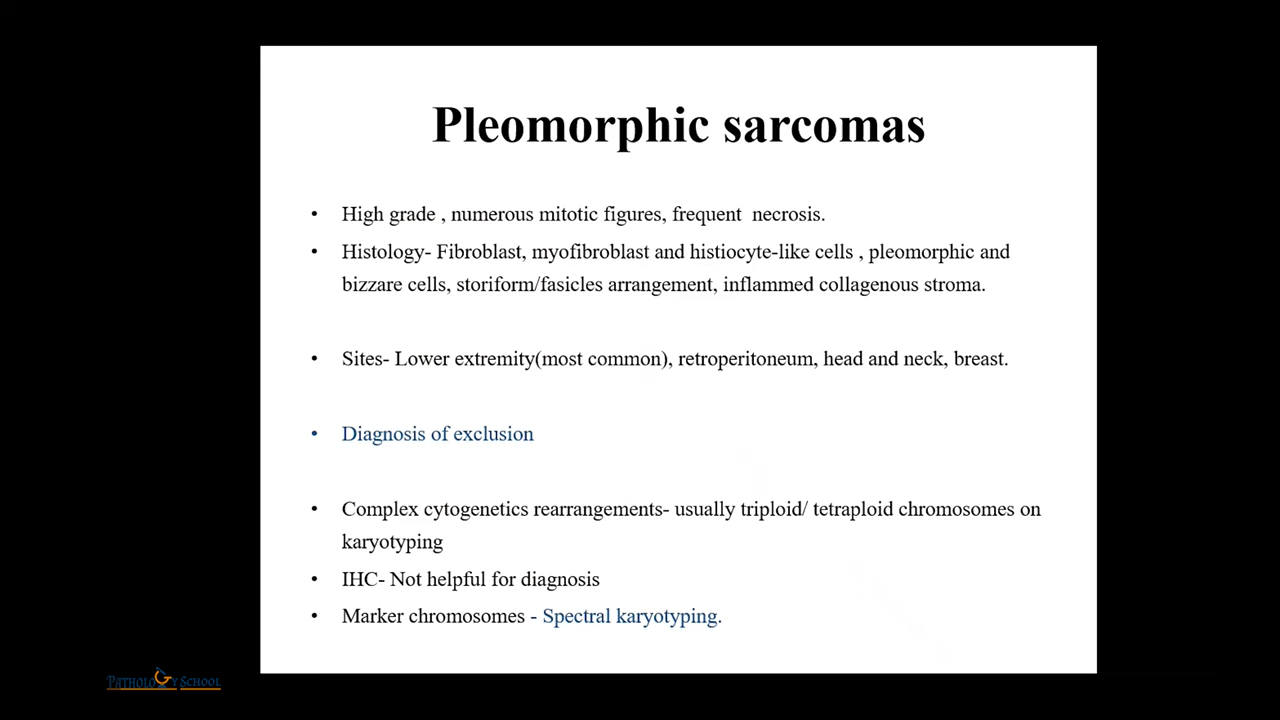 Pleomorphic sarcomas
• High grade , numerous mitotic figures, frequent necrosis.
• Histology- Fibroblast, myofibroblast and histiocyte-like cells , pleomorphic and
bizzare cells, storiform/fasicles arrangement, inflammed collagenous stroma.
• Sites- Lower extremity(most common), retroperitoneum, head and neck, breast.
• Diagnosis of exclusion
• Complex cytogenetics rearrangements- usually triploid/ tetraploid chromosomes on
karyotyping
• IHC- Not helpful for diagnosis
• Marker chromosomes - Spectral karyotyping.
PATHOLOGY SCHOOL